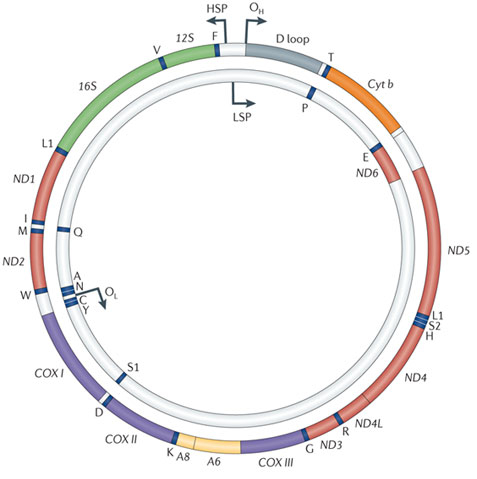 HSP
O_H
D loop
12S
F
T
V
Cyt b
16S
P
LSP
L1
E
ND6
ND1
I
M
Q
ND5
ND2
A
N
C
Y
O_L
W
L1
S2
H
COX I
S1
ND4
D
ND4L
R
COX II
K
A8
A6
COX III
G
ND3